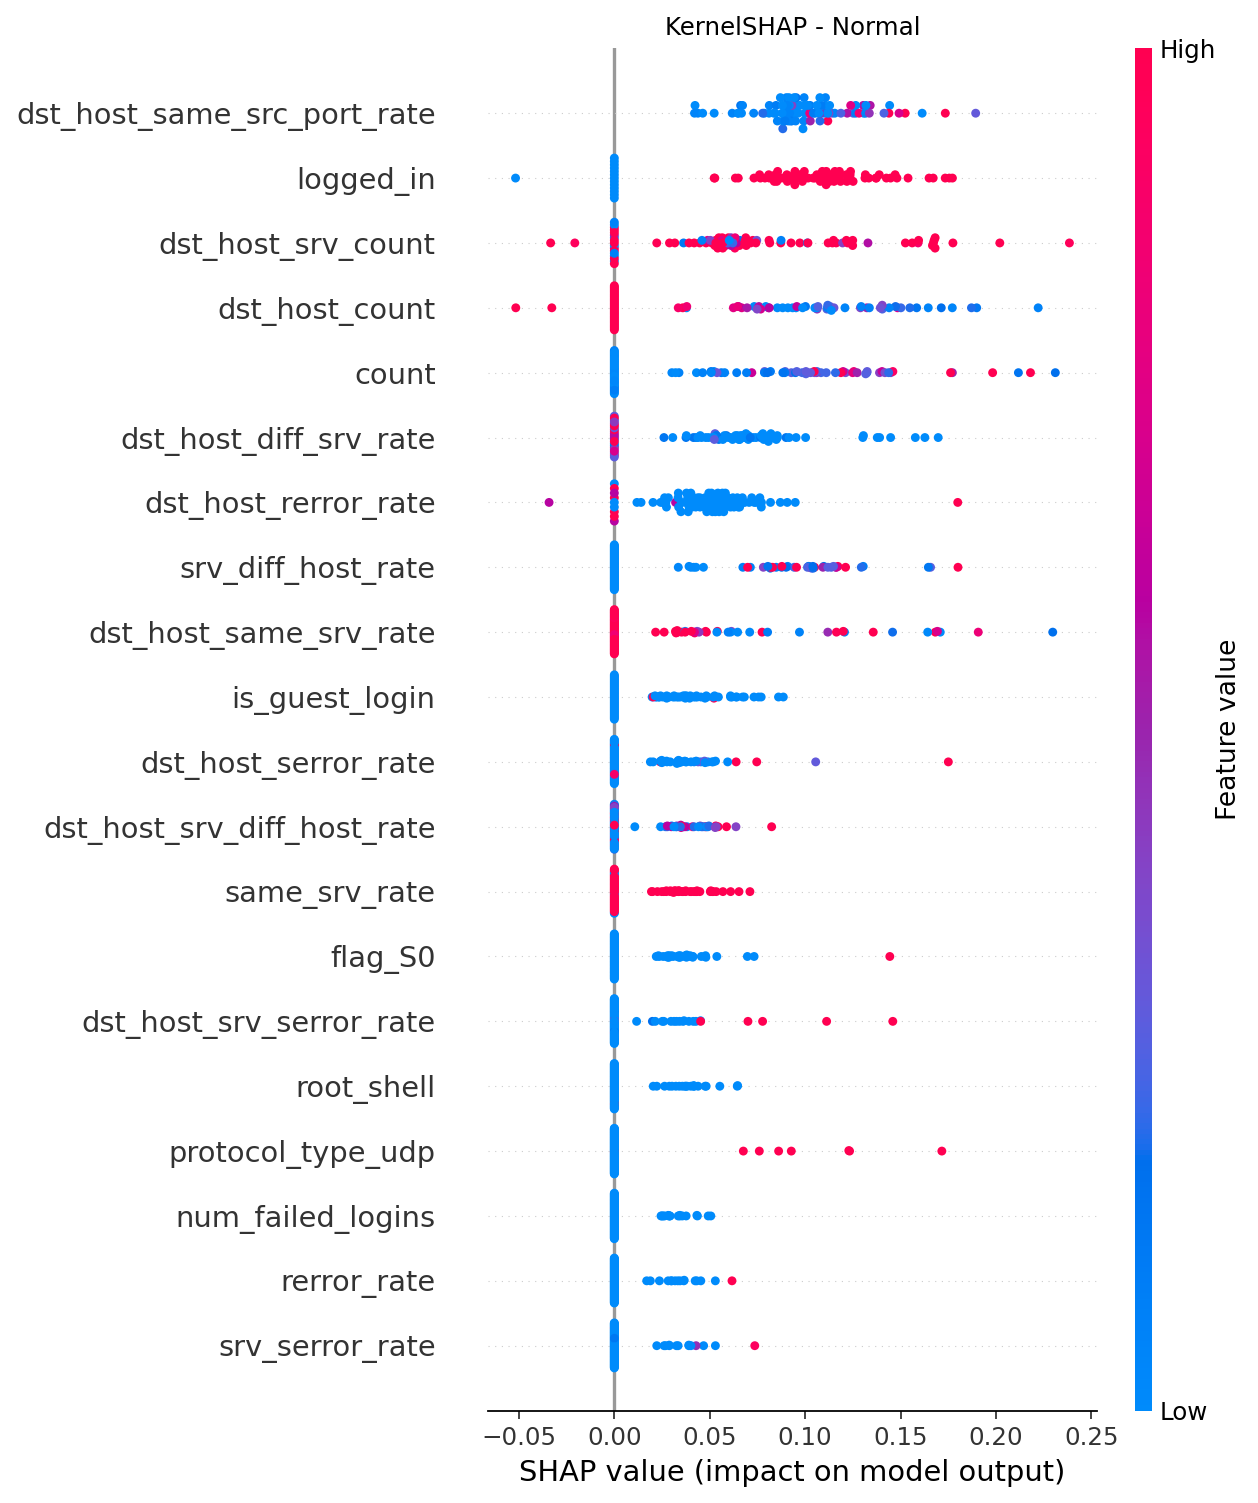 KernelSHAP - Normal
High
dst_host_same_src_port_rate
logged_in
dst_host_srv_count
dst_host_count
count
dst_host_diff_srv_rate
dst_host_rerror_rate
srv_diff_host_rate
dst_host_same_srv_rate
is_guest_login
dst_host_serror_rate
dst_host_srv_diff_host_rate
same_srv_rate
flag_S0
dst_host_srv_serror_rate
root_shell
protocol_type_udp
num_failed_logins
rerror_rate
srv_serror_rate
Feature value
Low
−0.05 0.00 0.05 0.10 0.15 0.20 0.25
SHAP value (impact on model output)